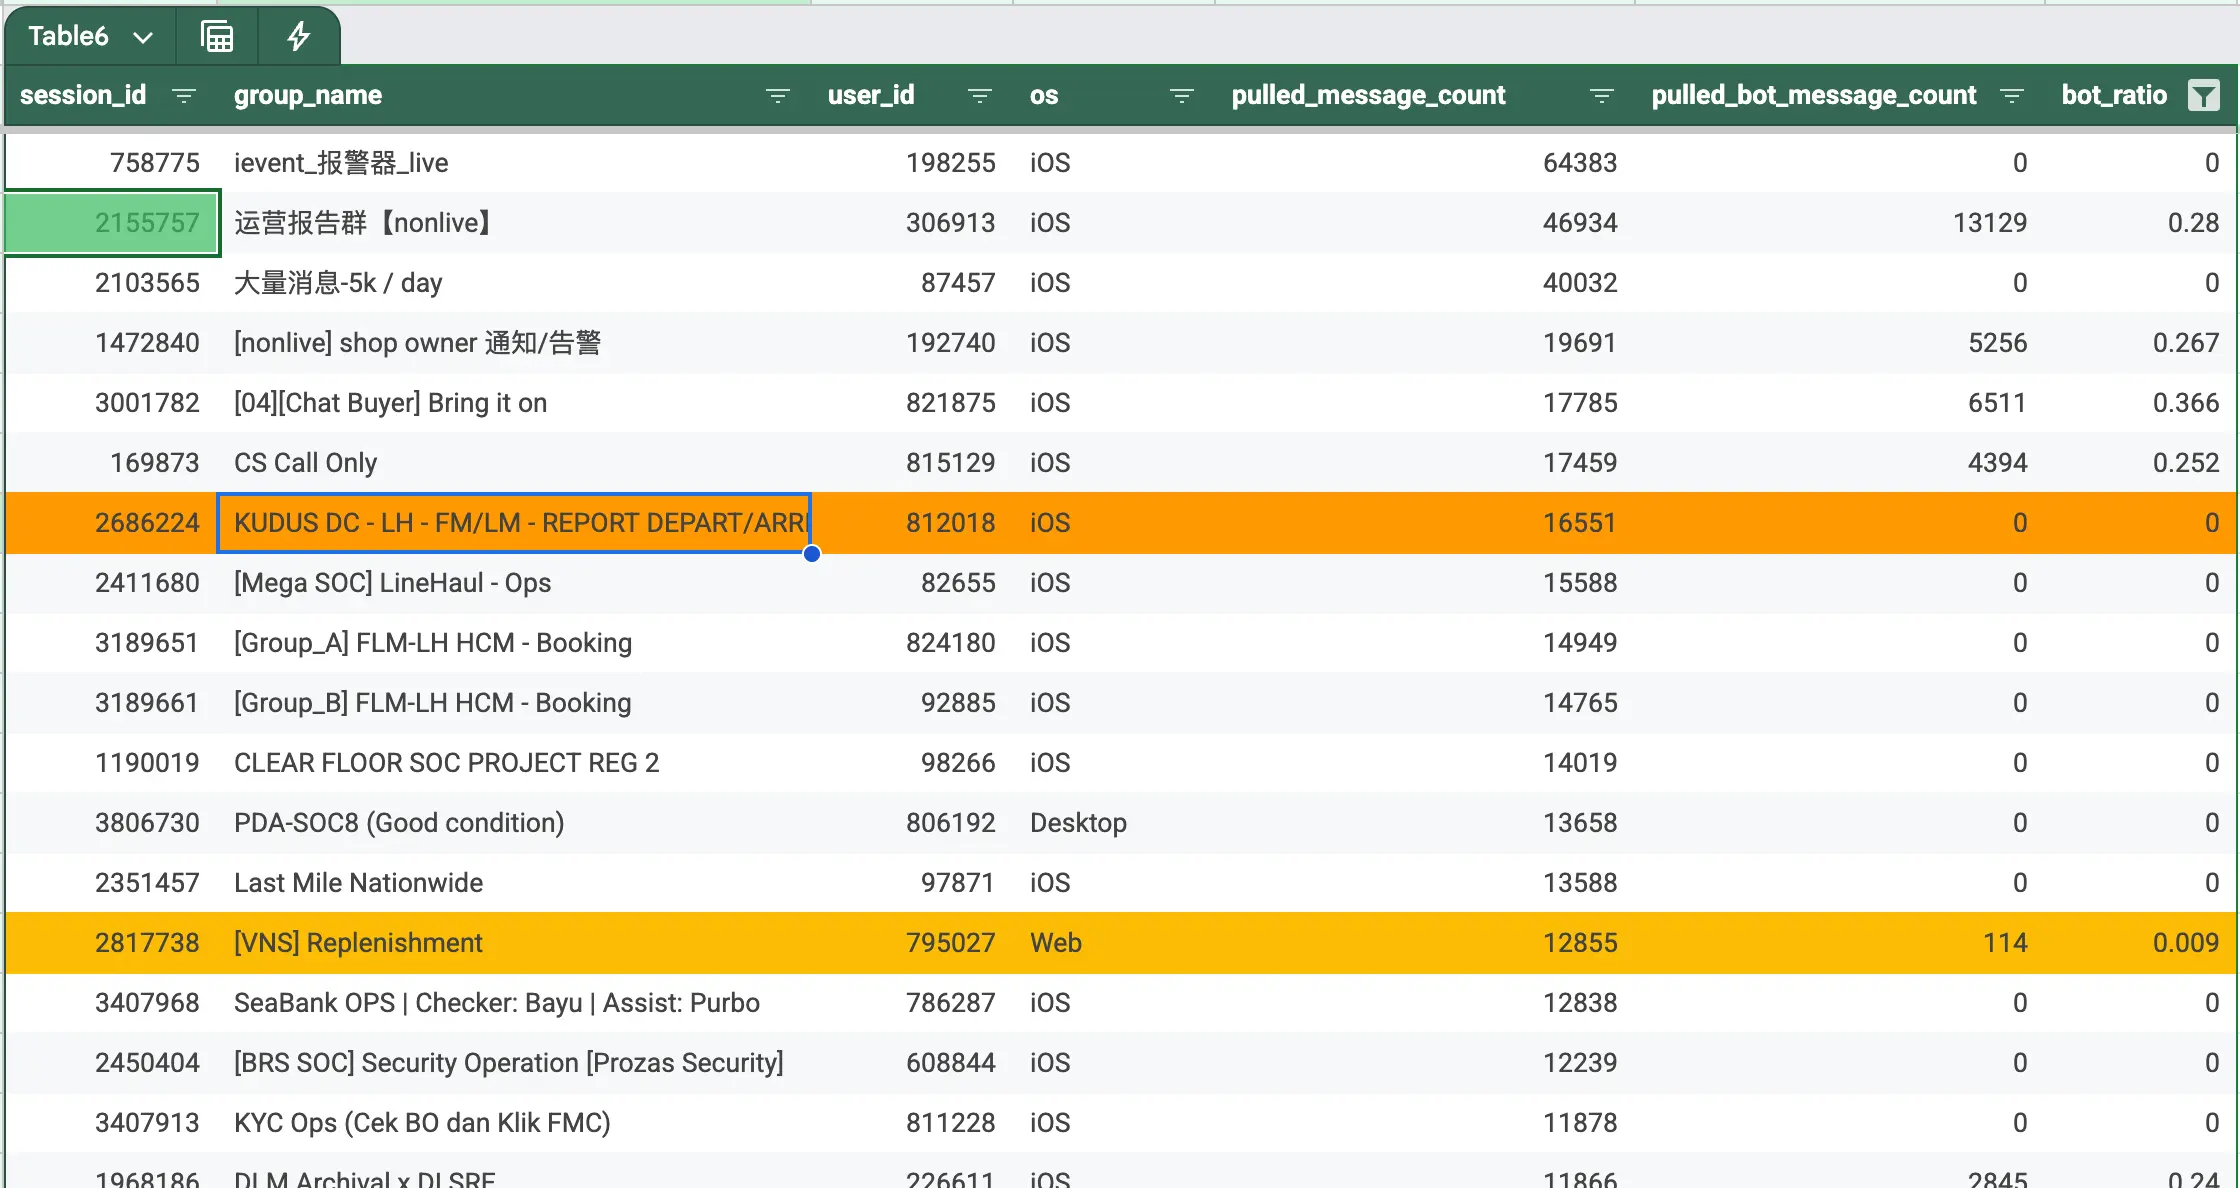 Table6
session_id group_name user_id os pulled_message_count pulled_bot_message_count bot_ratio
758775 ievent_报警器_live 198255 iOS 64383 0 0
2155757 运营报告群【nonlive】 306913 iOS 46934 13129 0.28
2103565 大量消息-5k / day 87457 iOS 40032 0 0
1472840 [nonlive] shop owner 通知/告警 192740 iOS 19691 5256 0.267
3001782 [04][Chat Buyer] Bring it on 821875 iOS 17785 6511 0.366
169873 CS Call Only 815129 iOS 17459 4394 0.252
2686224 KUDUS DC - LH - FM/LM - REPORT DEPART/ARRI 812018 iOS 16551 0 0
2411680 [Mega SOC] LineHaul - Ops 82655 iOS 15588 0 0
3189651 [Group_A] FLM-LH HCM - Booking 824180 iOS 14949 0 0
3189661 [Group_B] FLM-LH HCM - Booking 92885 iOS 14765 0 0
1190019 CLEAR FLOOR SOC PROJECT REG 2 98266 iOS 14019 0 0
3806730 PDA-SOC8 (Good condition) 806192 Desktop 13658 0 0
2351457 Last Mile Nationwide 97871 iOS 13588 0 0
2817738 [VNS] Replenishment 795027 Web 12855 114 0.009
3407968 SeaBank OPS | Checker: Bayu | Assist: Purbo 786287 iOS 12838 0 0
2450404 [BRS SOC] Security Operation [Prozas Security] 608844 iOS 12239 0 0
3407913 KYC Ops (Cek BO dan Klik FMC) 811228 iOS 11878 0 0
1968186 DLM Archival x DLSRE 226611 iOS 11866 2845 0.24